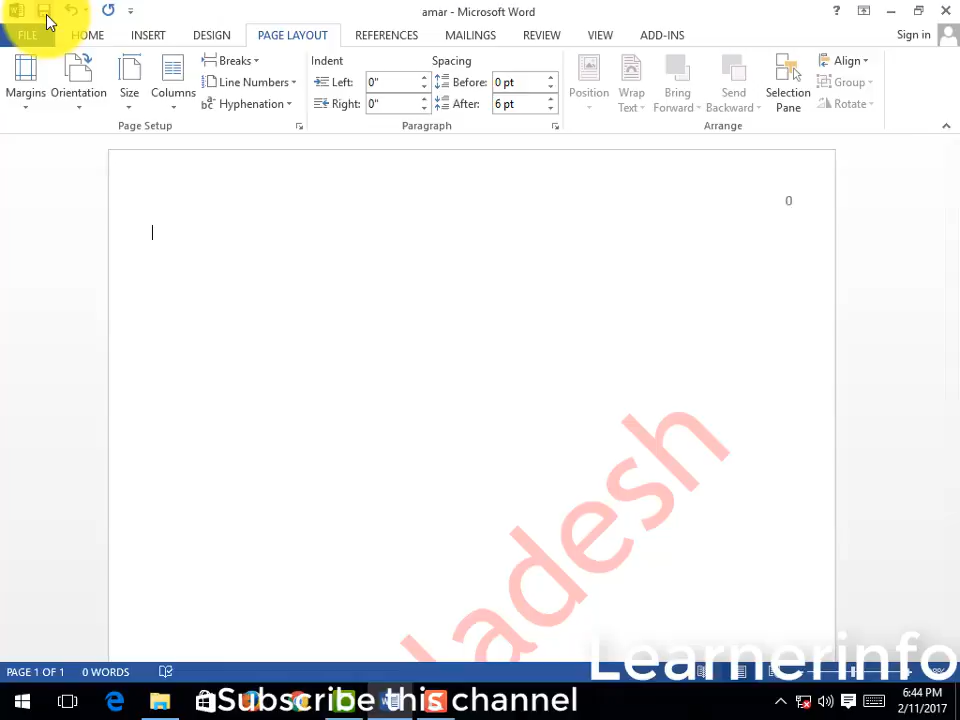 amar - Microsoft Word
Sign in
FILE HOME INSERT DESIGN PAGE LAYOUT REFERENCES MAILINGS REVIEW VIEW ADD-INS
Margins
Orientation
Size
Columns
Breaks
Line Numbers
Hyphenation
Page Setup
Indent
Left: 0"
Right: 0"
Spacing
Before: 0 pt
After: 6 pt
Paragraph
Position
Wrap
Text
Bring
Forward
Send
Backward
Selection
Pane
Align
Group
Rotate
Arrange
0
ladesh
Learnerinfo
PAGE 1 OF 1 0 WORDS
Subscribe this channel
6:44 PM
2/11/2017